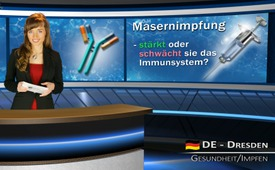 Masernimpfung
- stärkt oder
schwächt sie das
Immunsystem?
DE - Dresden
Gesundheit/Impfen